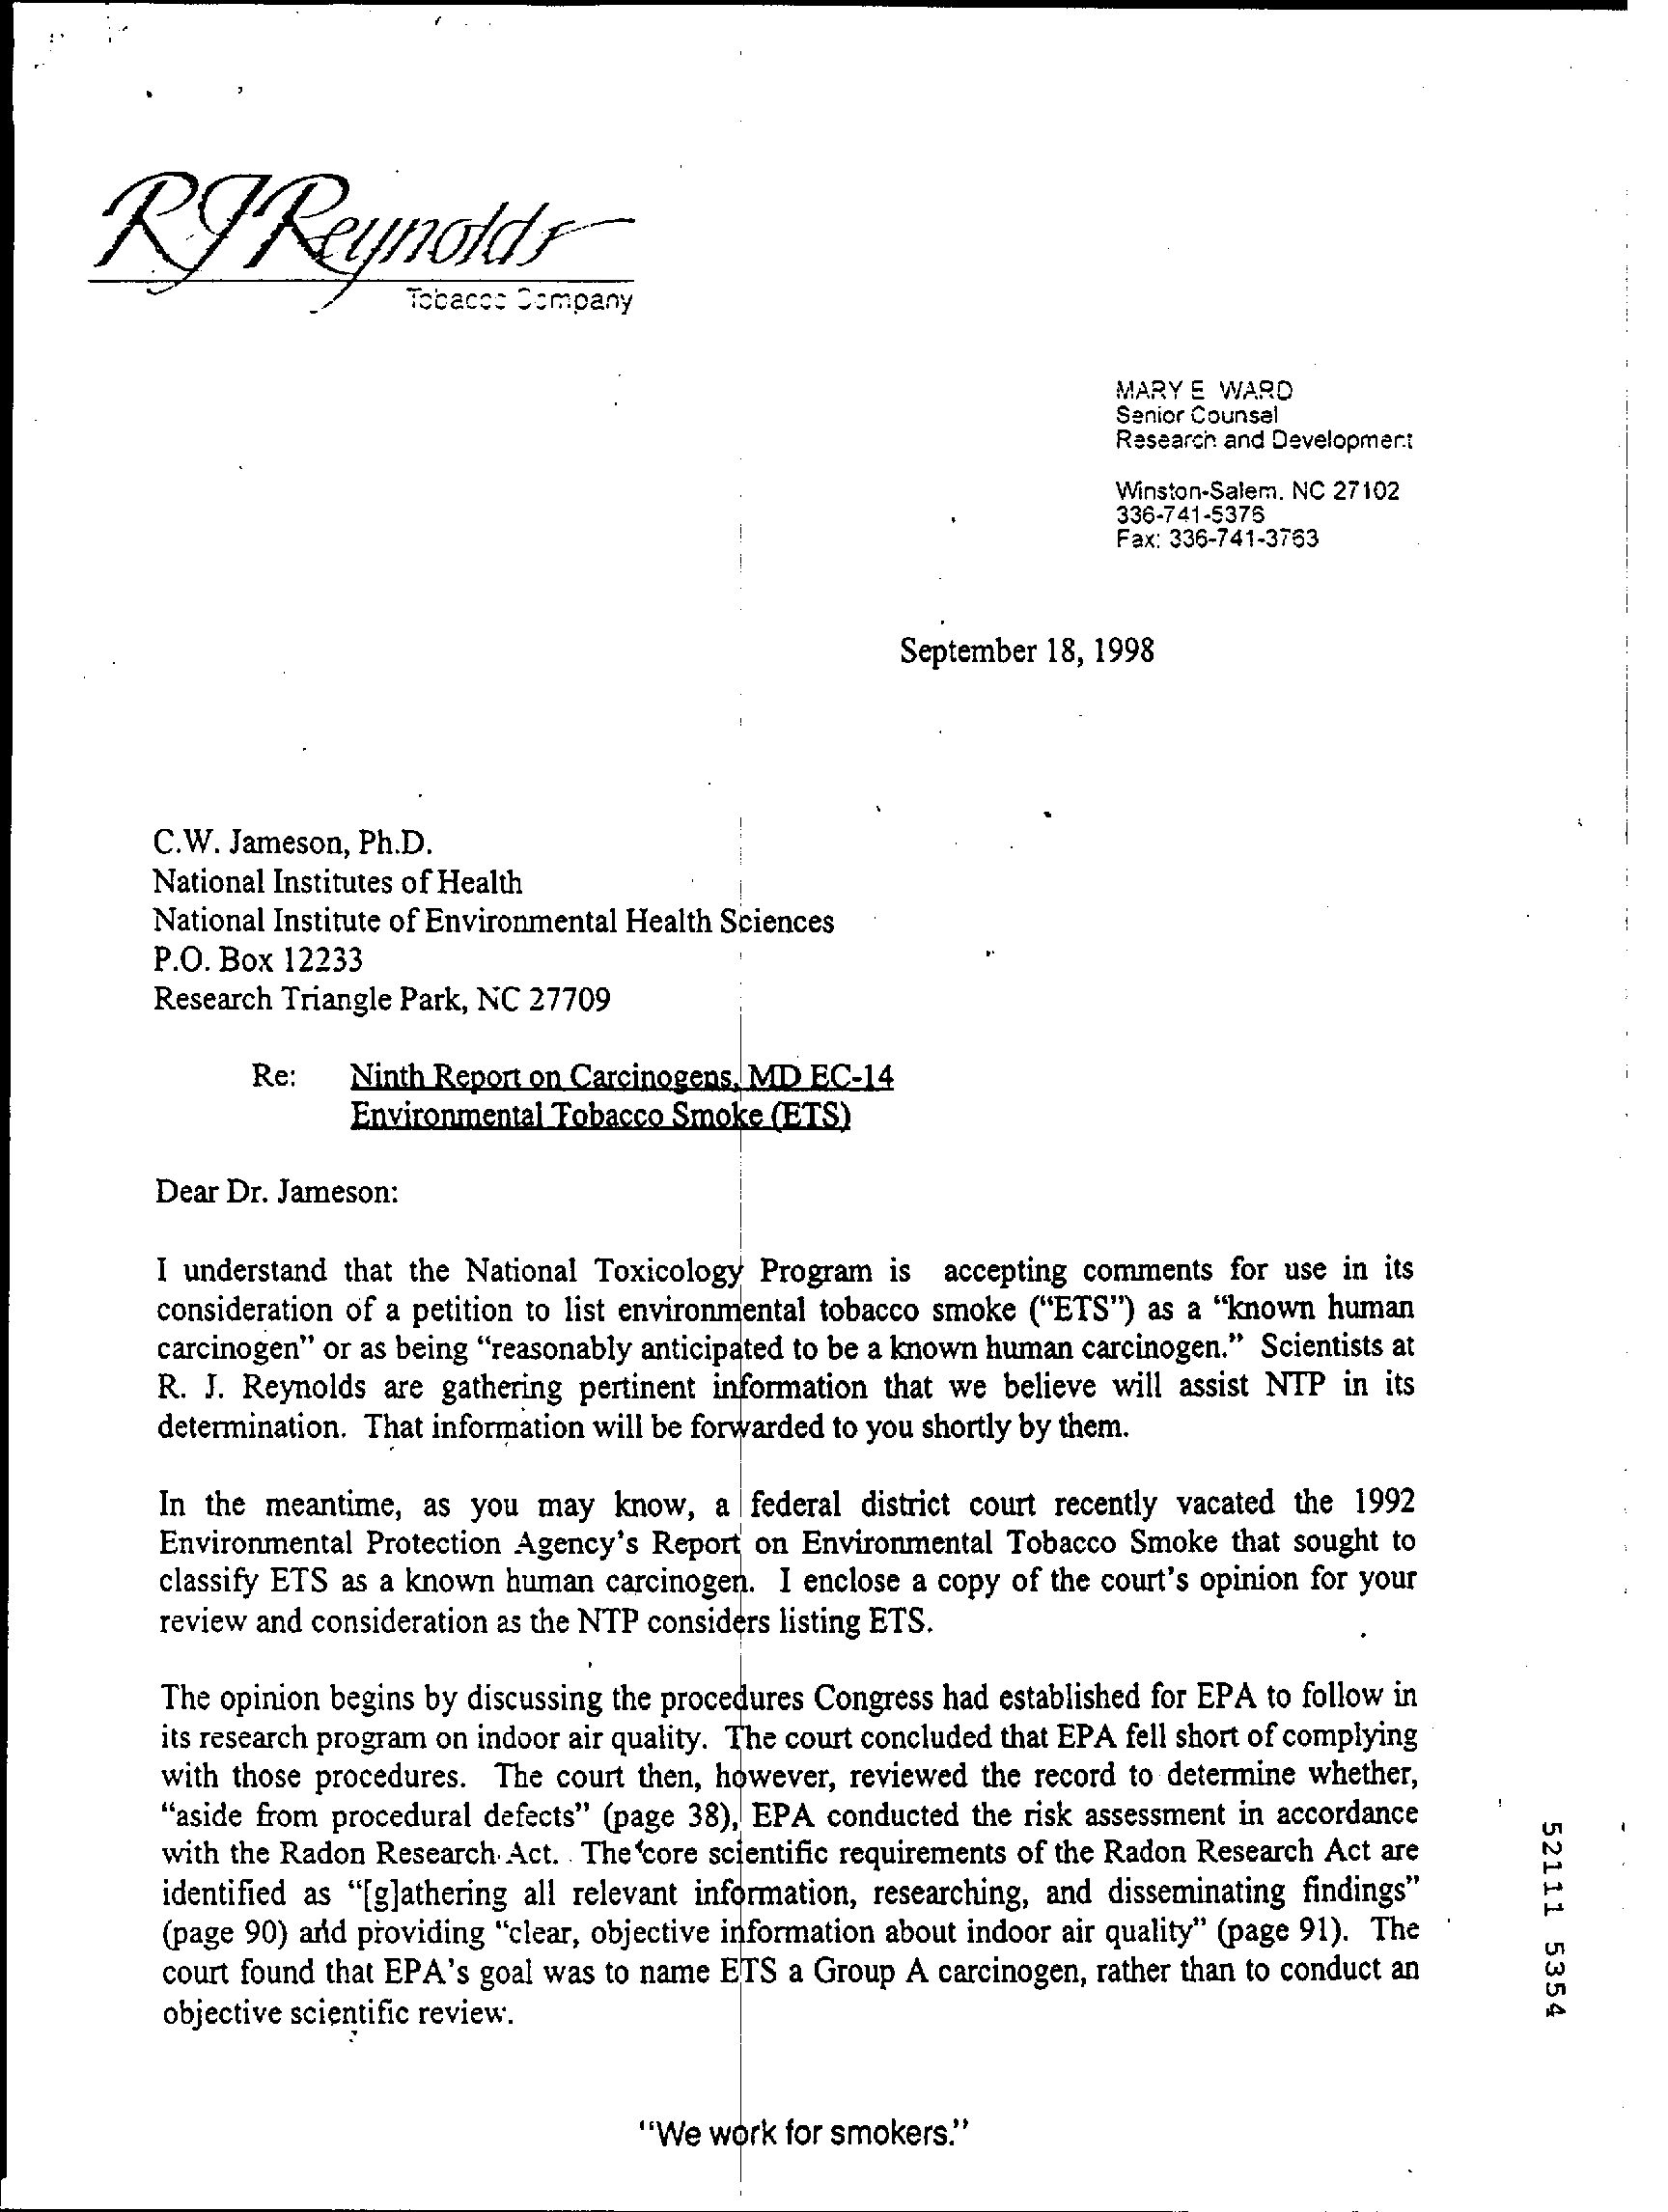 RJReynolds
Tobacco Company
MARY E WARD
Senior Counsel
Research and Development
Winston-Salem, NC 27102
336-741-5376
Fax: 336-741-3763
September 18, 1998
C.W. Jameson, Ph.D.
National Institutes of Health
National Institute of Environmental Health Sciences
P.O. Box 12233
Research Triangle Park, NC 27709
Re: Ninth Report on Carcinogens, MD EC-14
Environmental Tobacco Smoke (ETS)
Dear Dr. Jameson:
I understand that the National Toxicology Program is accepting comments for use in its
consideration of a petition to list environmental tobacco smoke ("ETS") as a "known human
carcinogen" or as being "reasonably anticipated to be a known human carcinogen." Scientists at
R. J. Reynolds are gathering pertinent information that we believe will assist NTP in its
determination. That information will be forwarded to you shortly by them.
In the meantime, as you may know, a federal district court recently vacated the 1992
Environmental Protection Agency's Report on Environmental Tobacco Smoke that sought to
classify ETS as a known human carcinogen. I enclose a copy of the court's opinion for your
review and consideration as the NTP considers listing ETS.
The opinion begins by discussing the procedures Congress had established for EPA to follow in
its research program on indoor air quality. The court concluded that EPA fell short of complying
with those procedures. The court then, however, reviewed the record to determine whether,
"aside from procedural defects" (page 38), EPA conducted the risk assessment in accordance
with the Radon Research Act. The core scientific requirements of the Radon Research Act are
identified as "[g]athering all relevant information, researching, and disseminating findings"
(page 90) and providing "clear, objective information about indoor air quality" (page 91). The
court found that EPA's goal was to name ETS a Group A carcinogen, rather than to conduct an
objective scientific review.
"We work for smokers."
52111 5354